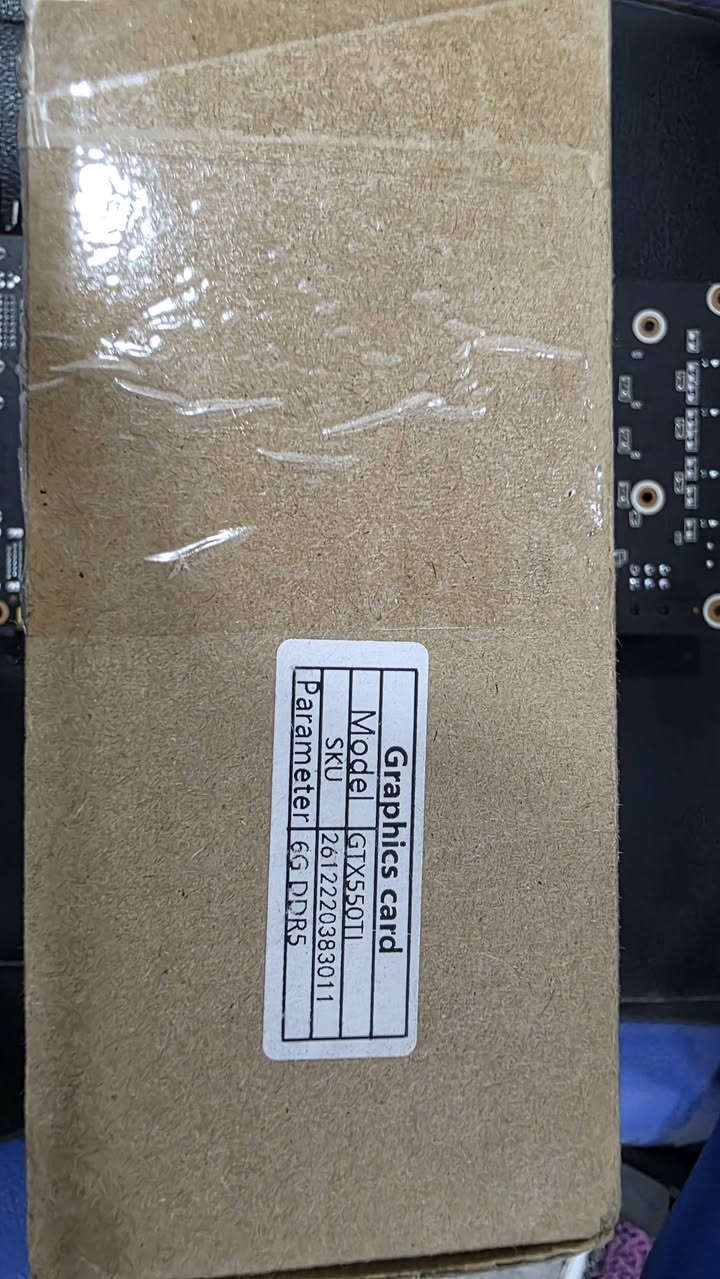 Graphics card
Model GTX550TI
SKU 2612220383011
Parameter 6G DDR5